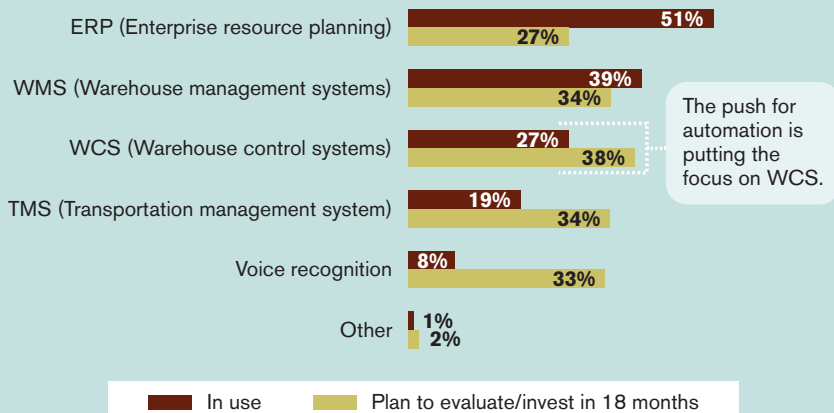 ERP (Enterprise resource planning)
51%
27%
WMS (Warehouse management systems)
39%
34%
WCS (Warehouse control systems)
27%
38%
The push for
automation is
putting the
focus on WCS.
TMS (Transportation management system)
19%
34%
Voice recognition
8%
33%
Other
1%
2%
In use
Plan to evaluate/invest in 18 months